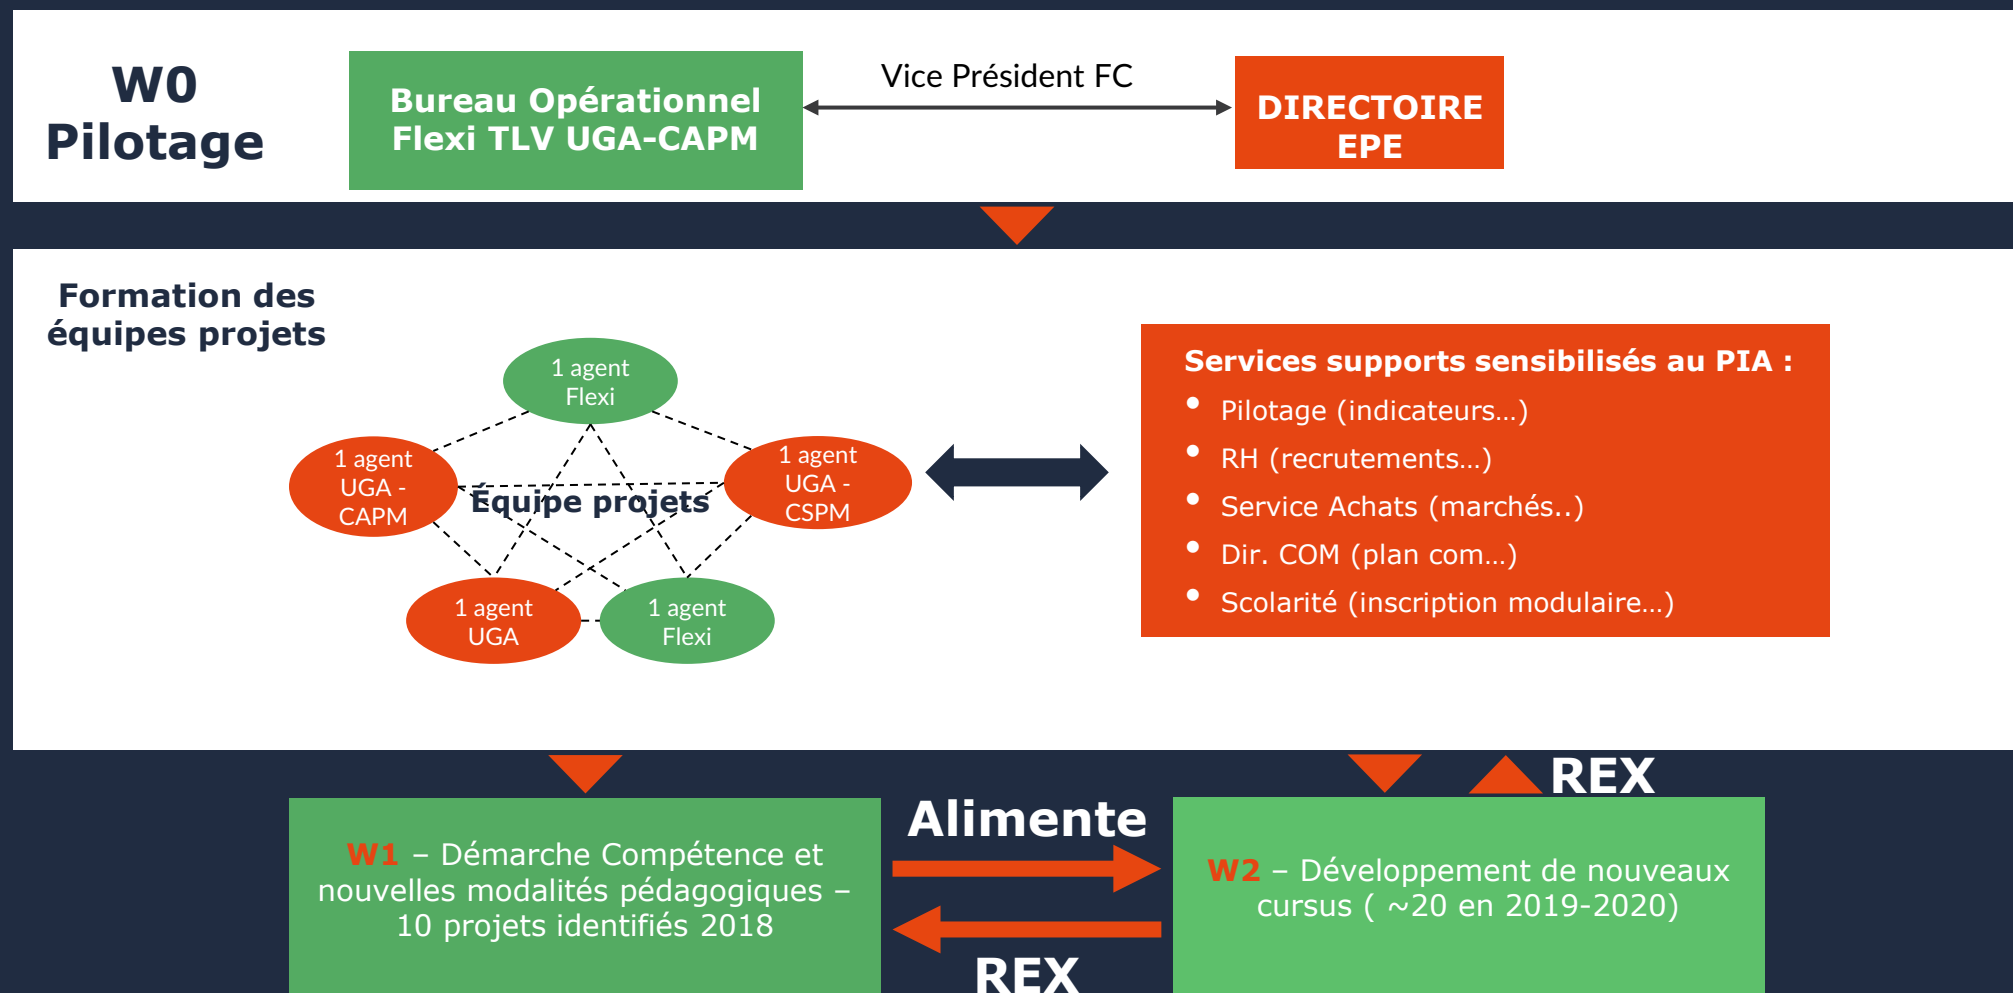 W0
Pilotage
Bureau Opérationnel
Flexi TLV UGA-CAPM
Vice Président FC
DIRECTOIRE
EPE
Formation des
équipes projets
1 agent
Flexi
1 agent
UGA -
CAPM
Équipe projets
1 agent
UGA -
CSPM
1 agent
UGA
1 agent
Flexi
Services supports sensibilisés au PIA :
• Pilotage (indicateurs…)
• RH (recrutements…)
• Service Achats (marchés..)
• Dir. COM (plan com…)
• Scolarité (inscription modulaire…)
REX
W1 – Démarche Compétence et
nouvelles modalités pédagogiques –
10 projets identifiés 2018
Alimente
REX
W2 – Développement de nouveaux
cursus ( ~20 en 2019-2020)